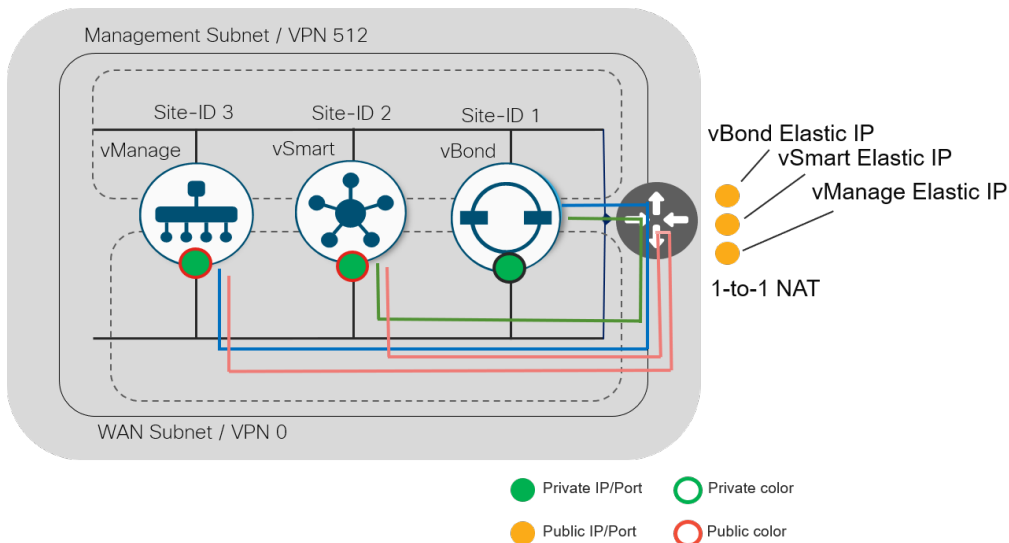 Management Subnet / VPN 512
Site-ID 3
Site-ID 2
Site-ID 1
vManage
vSmart
vBond
vBond Elastic IP
vSmart Elastic IP
vManage Elastic IP
1-to-1 NAT
WAN Subnet / VPN 0
Private IP/Port
Private color
Public IP/Port
Public color